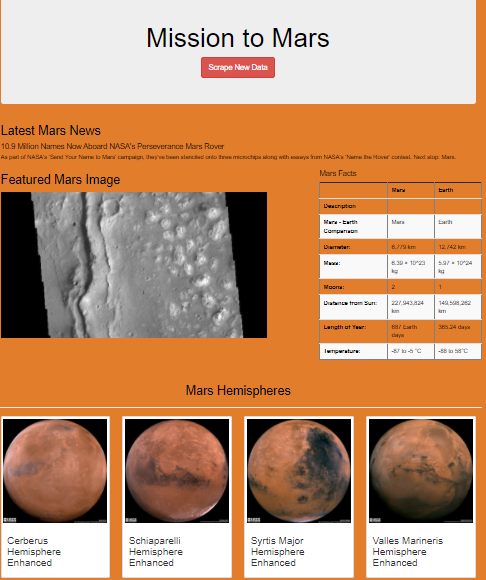 Mission to Mars
Scrape New Data
Latest Mars News
10.9 Million Names Now Aboard NASA's Perseverance Mars Rover
As part of NASA's 'Send Your Name to Mars' campaign, they've been stenciled onto three microchips along with essays from NASA's 'Name the Rover' contest. Next stop: Mars.
Featured Mars Image
Mars Facts
Mars Earth
Description
Mars - Earth Comparison Mars Earth
Diameter: 6,779 km 12,742 km
Mass: 6.39 × 10^23 kg 5.97 × 10^24 kg
Moons: 2 1
Distance from Sun: 227,943,824 km 149,598,262 km
Length of Year: 687 Earth days 365.24 days
Temperature: -87 to -5 °C -88 to 58°C
Mars Hemispheres
Cerberus
Hemisphere
Enhanced
Schiaparelli
Hemisphere
Enhanced
Syrtis Major
Hemisphere
Enhanced
Valles Marineris
Hemisphere
Enhanced